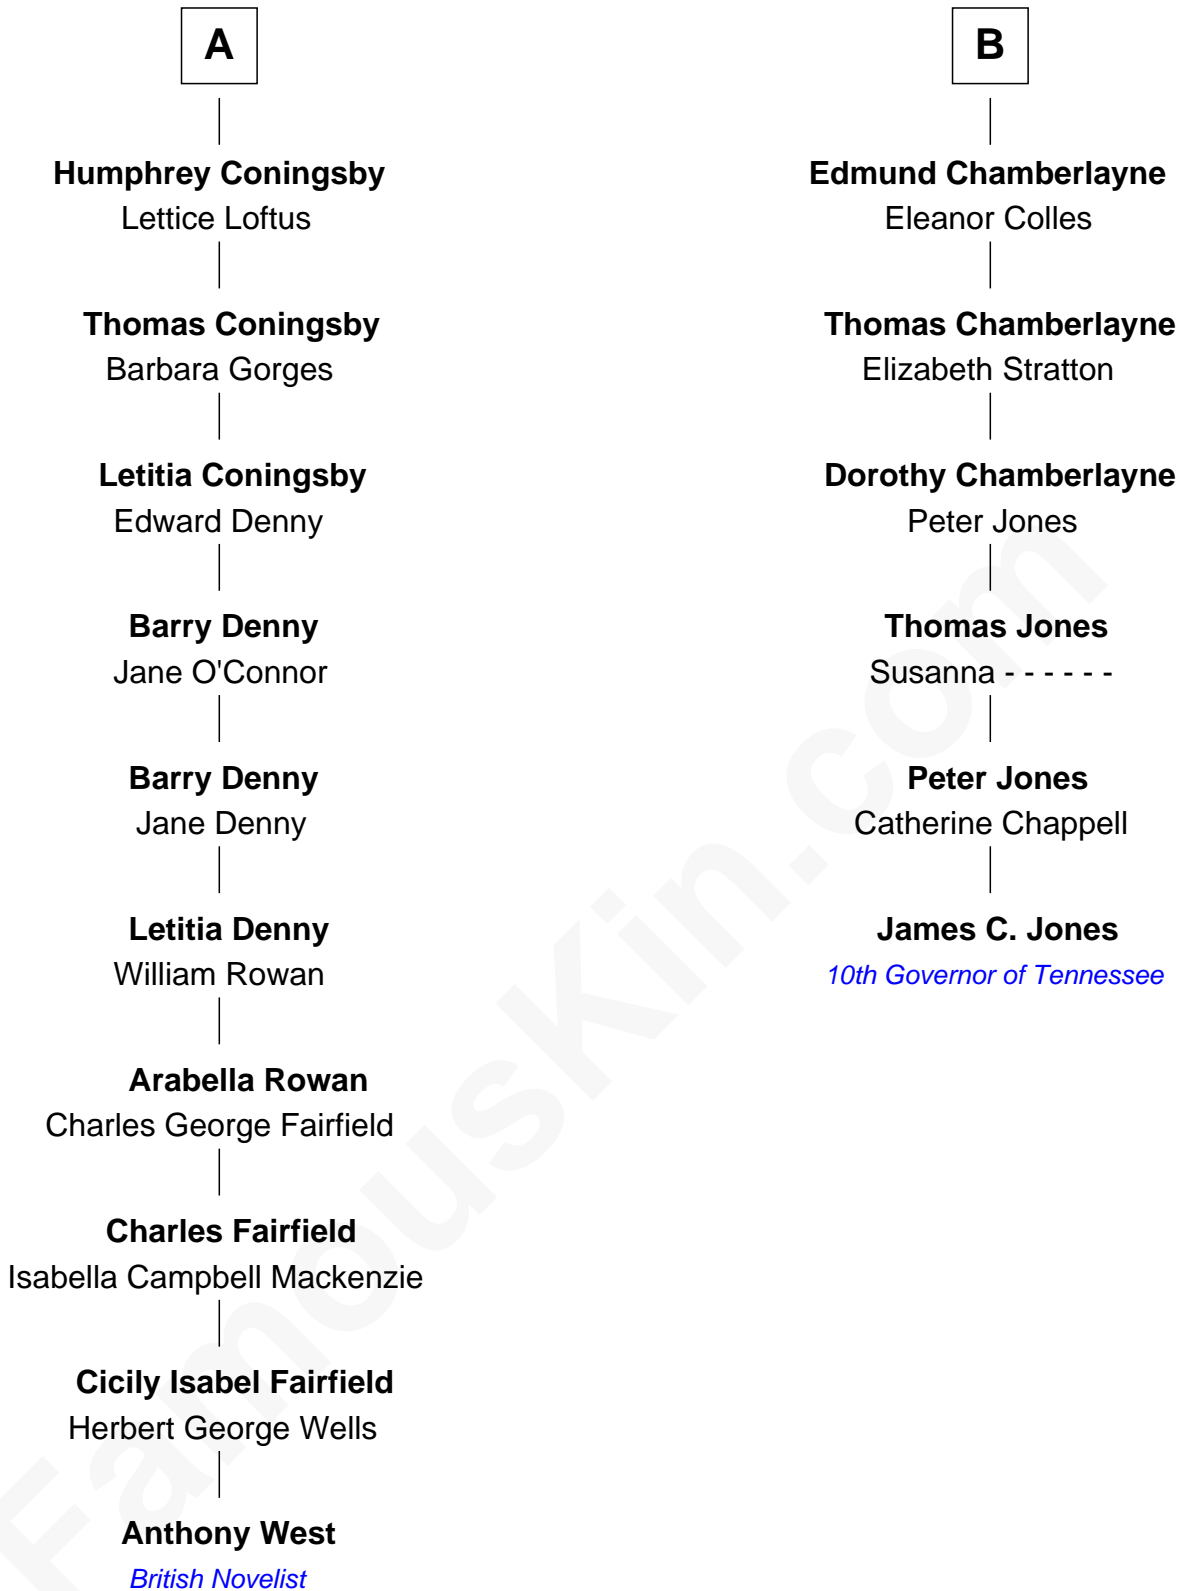 A
Humphrey Coningsby
Lettice Loftus
Thomas Coningsby
Barbara Gorges
Letitia Coningsby
Edward Denny
Barry Denny
Jane O'Connor
Barry Denny
Jane Denny
Letitia Denny
William Rowan
Arabella Rowan
Charles George Fairfield
Charles Fairfield
Isabella Campbell Mackenzie
Cicily Isabel Fairfield
Herbert George Wells
Anthony West
British Novelist
B
Edmund Chamberlayne
Eleanor Colles
Thomas Chamberlayne
Elizabeth Stratton
Dorothy Chamberlayne
Peter Jones
Thomas Jones
Susanna - - - - - -
Peter Jones
Catherine Chappell
James C. Jones
10th Governor of Tennessee
FamousKin.com